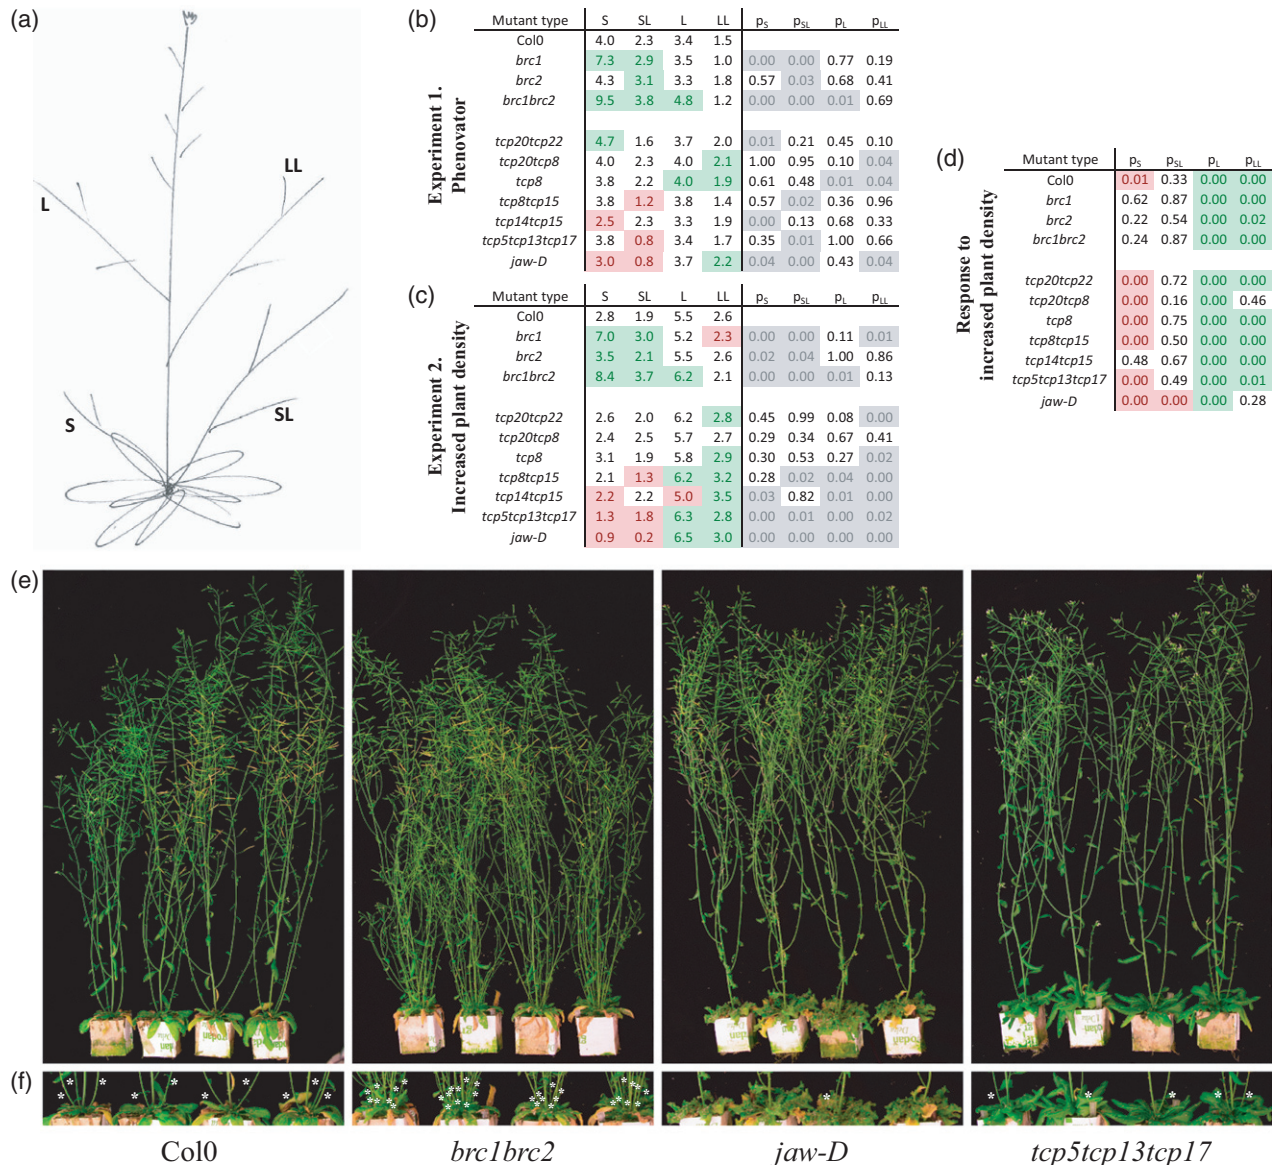 (a)
L
LL
S
SL
(b)
Experiment 1.
Phenovator
Mutant type S SL L LL pS pSL pL pLL
Col0 4.0 2.3 3.4 1.5
brc1 7.3 2.9 3.5 1.0 0.00 0.00 0.77 0.19
brc2 4.3 3.1 3.3 1.8 0.57 0.03 0.68 0.41
brc1brc2 9.5 3.8 4.8 1.2 0.00 0.00 0.01 0.69
tcp20tcp22 4.7 1.6 3.7 2.0 0.01 0.21 0.45 0.10
tcp20tcp8 4.0 2.3 4.0 2.1 1.00 0.95 0.10 0.04
tcp8 3.8 2.2 4.0 1.9 0.61 0.48 0.01 0.04
tcp8tcp15 3.8 1.2 3.8 1.4 0.57 0.02 0.36 0.96
tcp14tcp15 2.5 2.3 3.3 1.9 0.00 0.13 0.68 0.33
tcp5tcp13tcp17 3.8 0.8 3.4 1.7 0.35 0.01 1.00 0.66
jaw-D 3.0 0.8 3.7 2.2 0.04 0.00 0.43 0.04
(c)
Experiment 2.
Increased plant density
Mutant type S SL L LL pS pSL pL pLL
Col0 2.8 1.9 5.5 2.6
brc1 7.0 3.0 5.2 2.3 0.00 0.00 0.11 0.01
brc2 3.5 2.1 5.5 2.6 0.02 0.04 1.00 0.86
brc1brc2 8.4 3.7 6.2 2.1 0.00 0.00 0.01 0.13
tcp20tcp22 2.6 2.0 6.2 2.8 0.45 0.99 0.08 0.00
tcp20tcp8 2.4 2.5 5.7 2.7 0.29 0.34 0.67 0.41
tcp8 3.1 1.9 5.8 2.9 0.30 0.53 0.27 0.02
tcp8tcp15 2.1 1.3 6.2 3.2 0.28 0.02 0.04 0.00
tcp14tcp15 2.2 2.2 5.0 3.5 0.03 0.82 0.01 0.00
tcp5tcp13tcp17 1.3 1.8 6.3 2.8 0.00 0.01 0.00 0.02
jaw-D 0.9 0.2 6.5 3.0 0.00 0.00 0.00 0.00
(d)
Response to
increased plant density
Mutant type pS pSL pL pLL
Col0 0.01 0.33 0.00 0.00
brc1 0.62 0.87 0.00 0.00
brc2 0.22 0.54 0.00 0.02
brc1brc2 0.24 0.87 0.00 0.00
tcp20tcp22 0.00 0.72 0.00 0.00
tcp20tcp8 0.00 0.16 0.00 0.46
tcp8 0.00 0.75 0.00 0.00
tcp8tcp15 0.00 0.50 0.00 0.00
tcp14tcp15 0.48 0.67 0.00 0.00
tcp5tcp13tcp17 0.00 0.49 0.00 0.01
jaw-D 0.00 0.00 0.00 0.28
(e)
(f)
Col0 brc1brc2 jaw-D tcp5tcp13tcp17